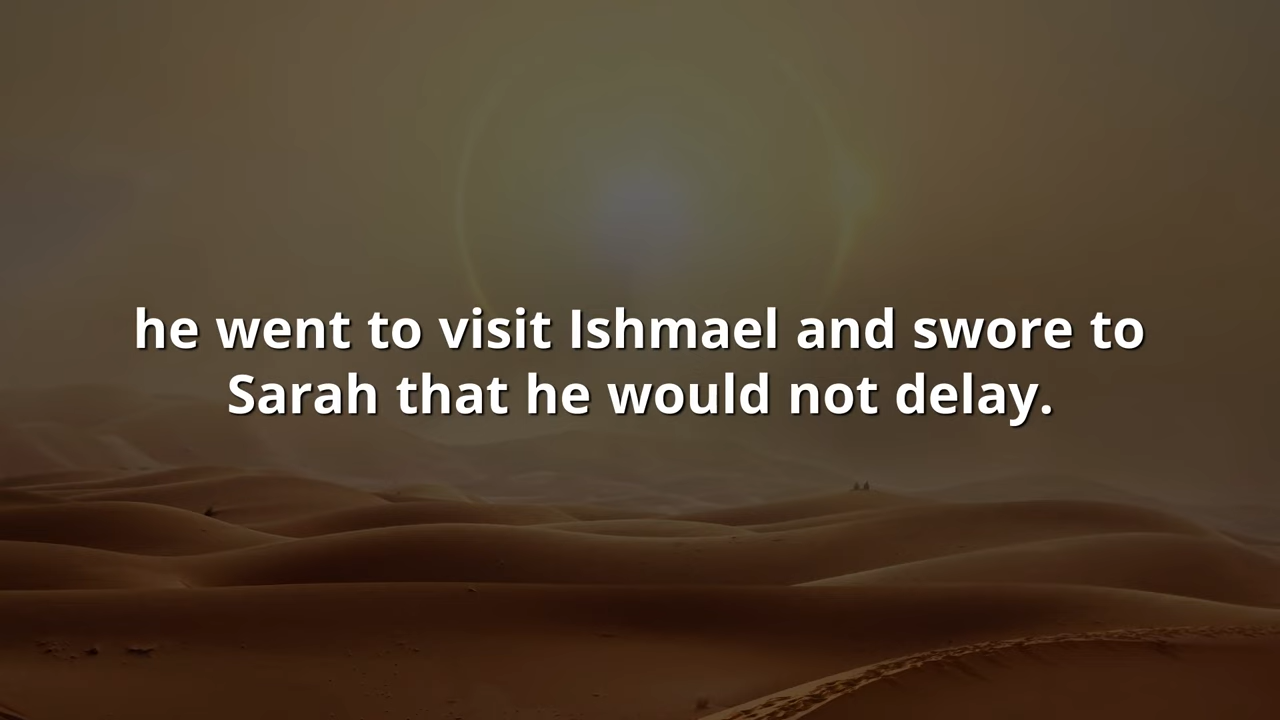 he went to visit Ishmael and swore to
Sarah that he would not delay.